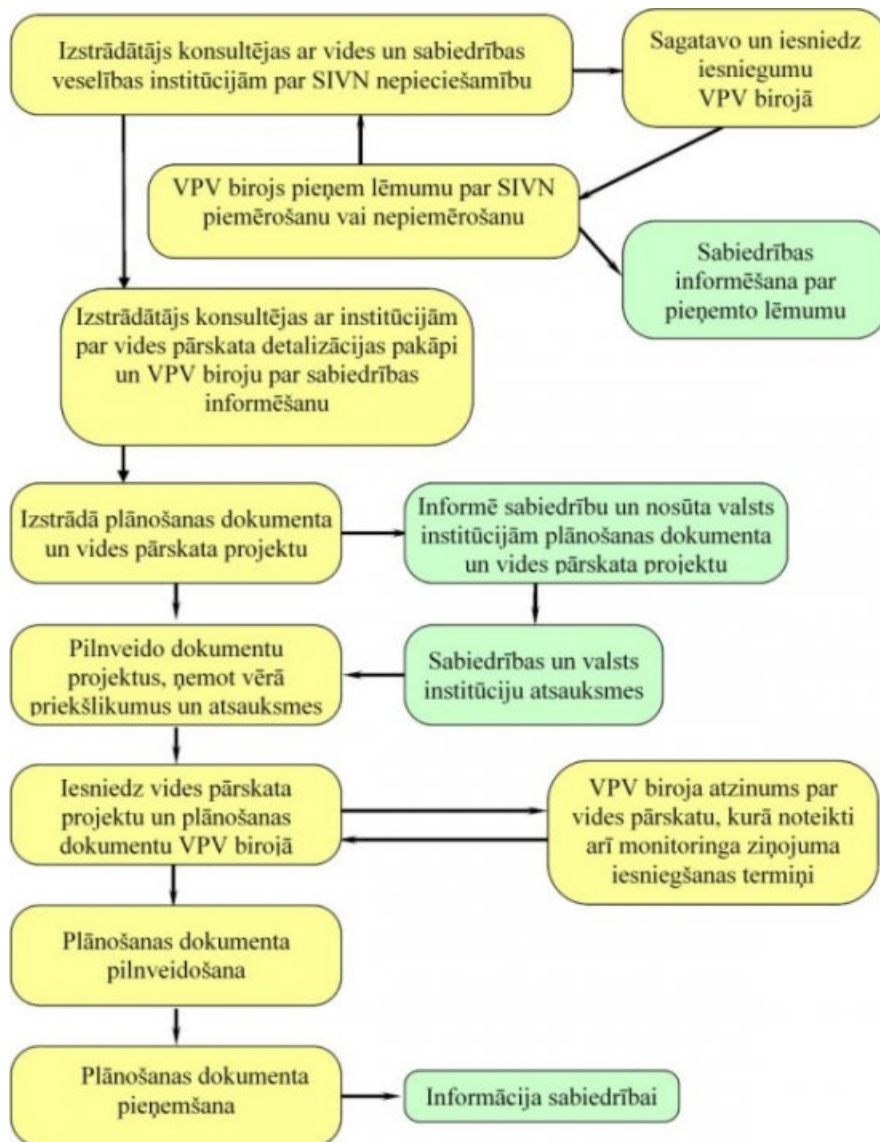 Izstrādātājs konsultējas ar vides un sabiedrības
veselības institūcijām par SIVN nepieciešamību
Sagatavo un iesniedz
iesniegumu
VPV birojā
VPV birojs pieņem lēmumu par SIVN
piemērošanu vai nepiemērošanu
Sabiedrības
informēšana par
pieņemto lēmumu
Izstrādātājs konsultējas ar institūcijām
par vides pārskata detalizācijas pakāpi
un VPV biroju par sabiedrības
informēšanu
Izstrādā plānošanas dokumenta
un vides pārskata projektu
Informē sabiedrību un nosūta valsts
institūcijām plānošanas dokumenta
un vides pārskata projektu
Pilnveido dokumentu
projektus, ņemot vērā
priekšlikumus un atsauksmes
Sabiedrības un valsts
institūciju atsauksmes
Iesniedz vides pārskata
projektu un plānošanas
dokumentu VPV birojā
VPV biroja atzinums par
vides pārskatu, kurā noteikti
arī monitoringa ziņojuma
iesniegšanas termiņi
Plānošanas dokumenta
pilnveidošana
Plānošanas dokumenta
pieņemšana
Informācija sabiedrībai